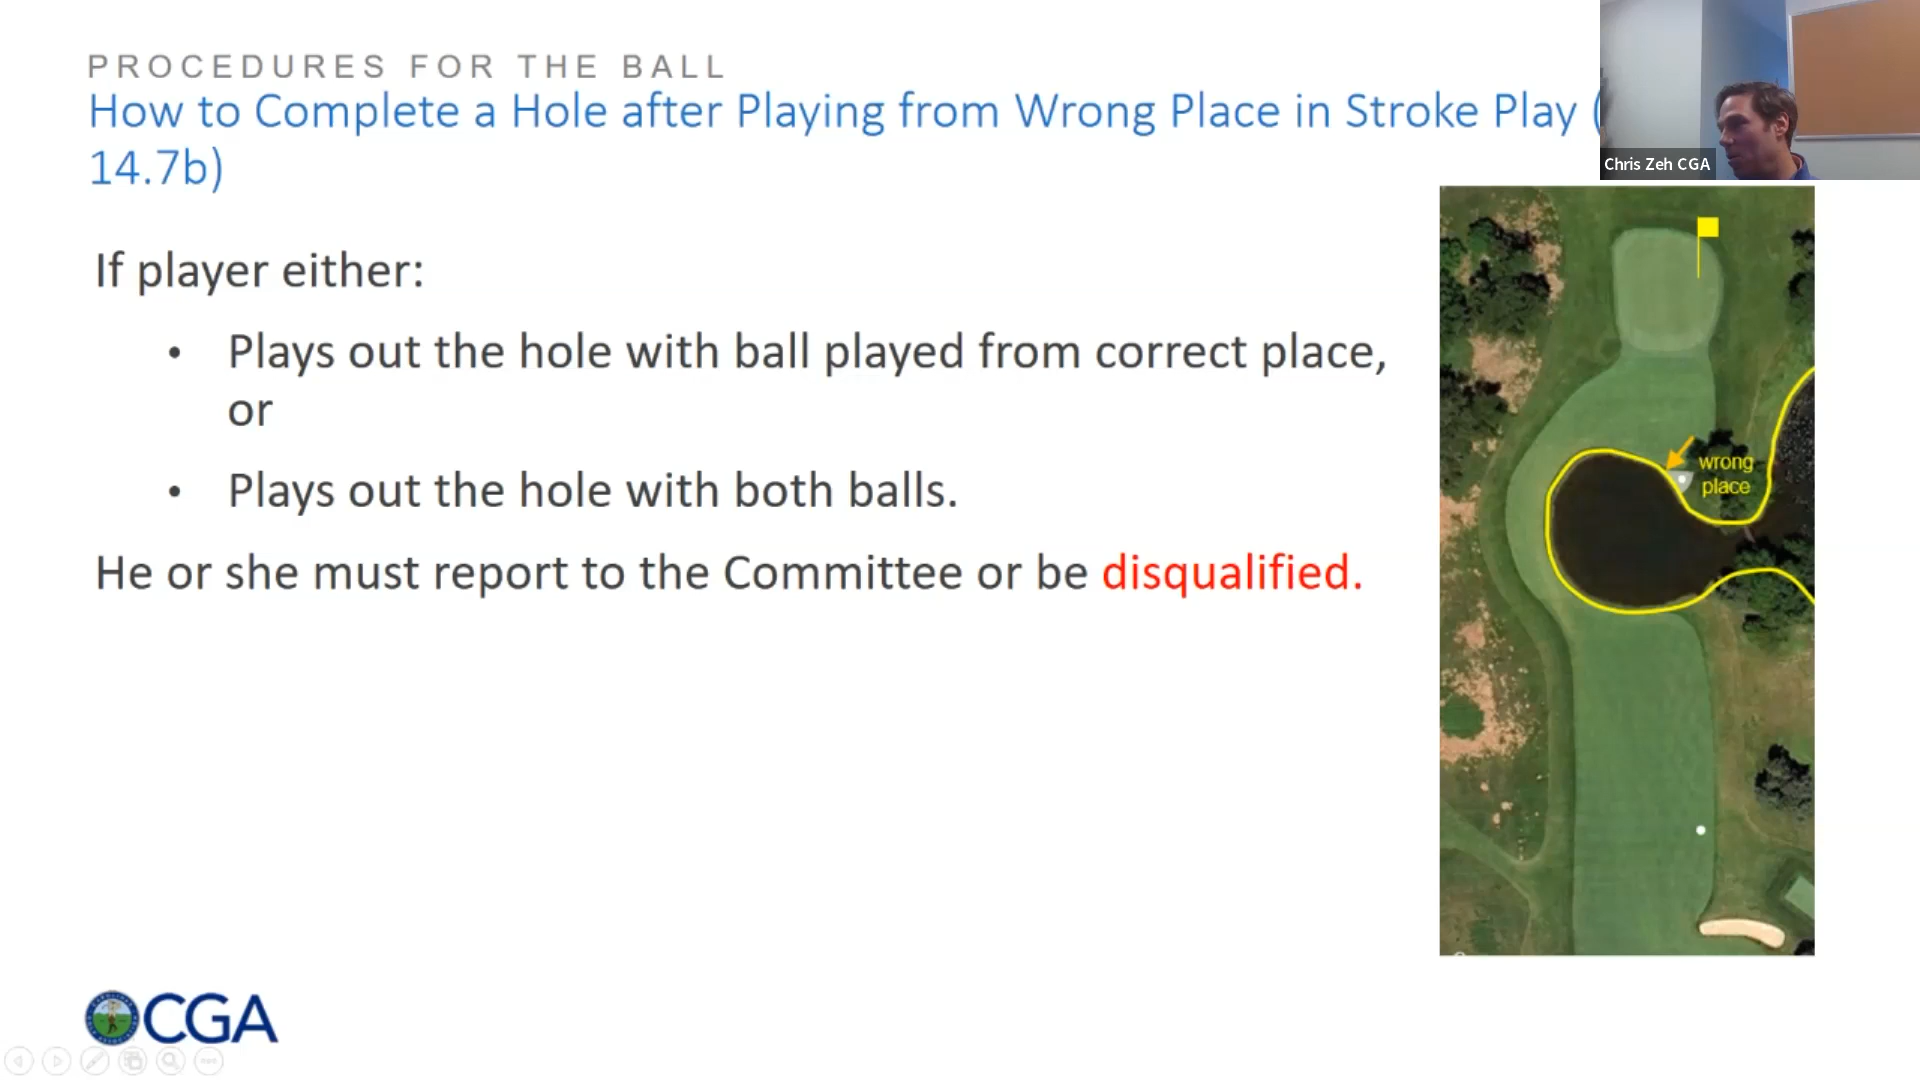 PROCEDURES FOR THE BALL
How to Complete a Hole after Playing from Wrong Place in Stroke Play (
14.7b)
Chris Zeh CGA
If player either:
• Plays out the hole with ball played from correct place,
or
• Plays out the hole with both balls.
He or she must report to the Committee or be disqualified.
wrong
place
CGA